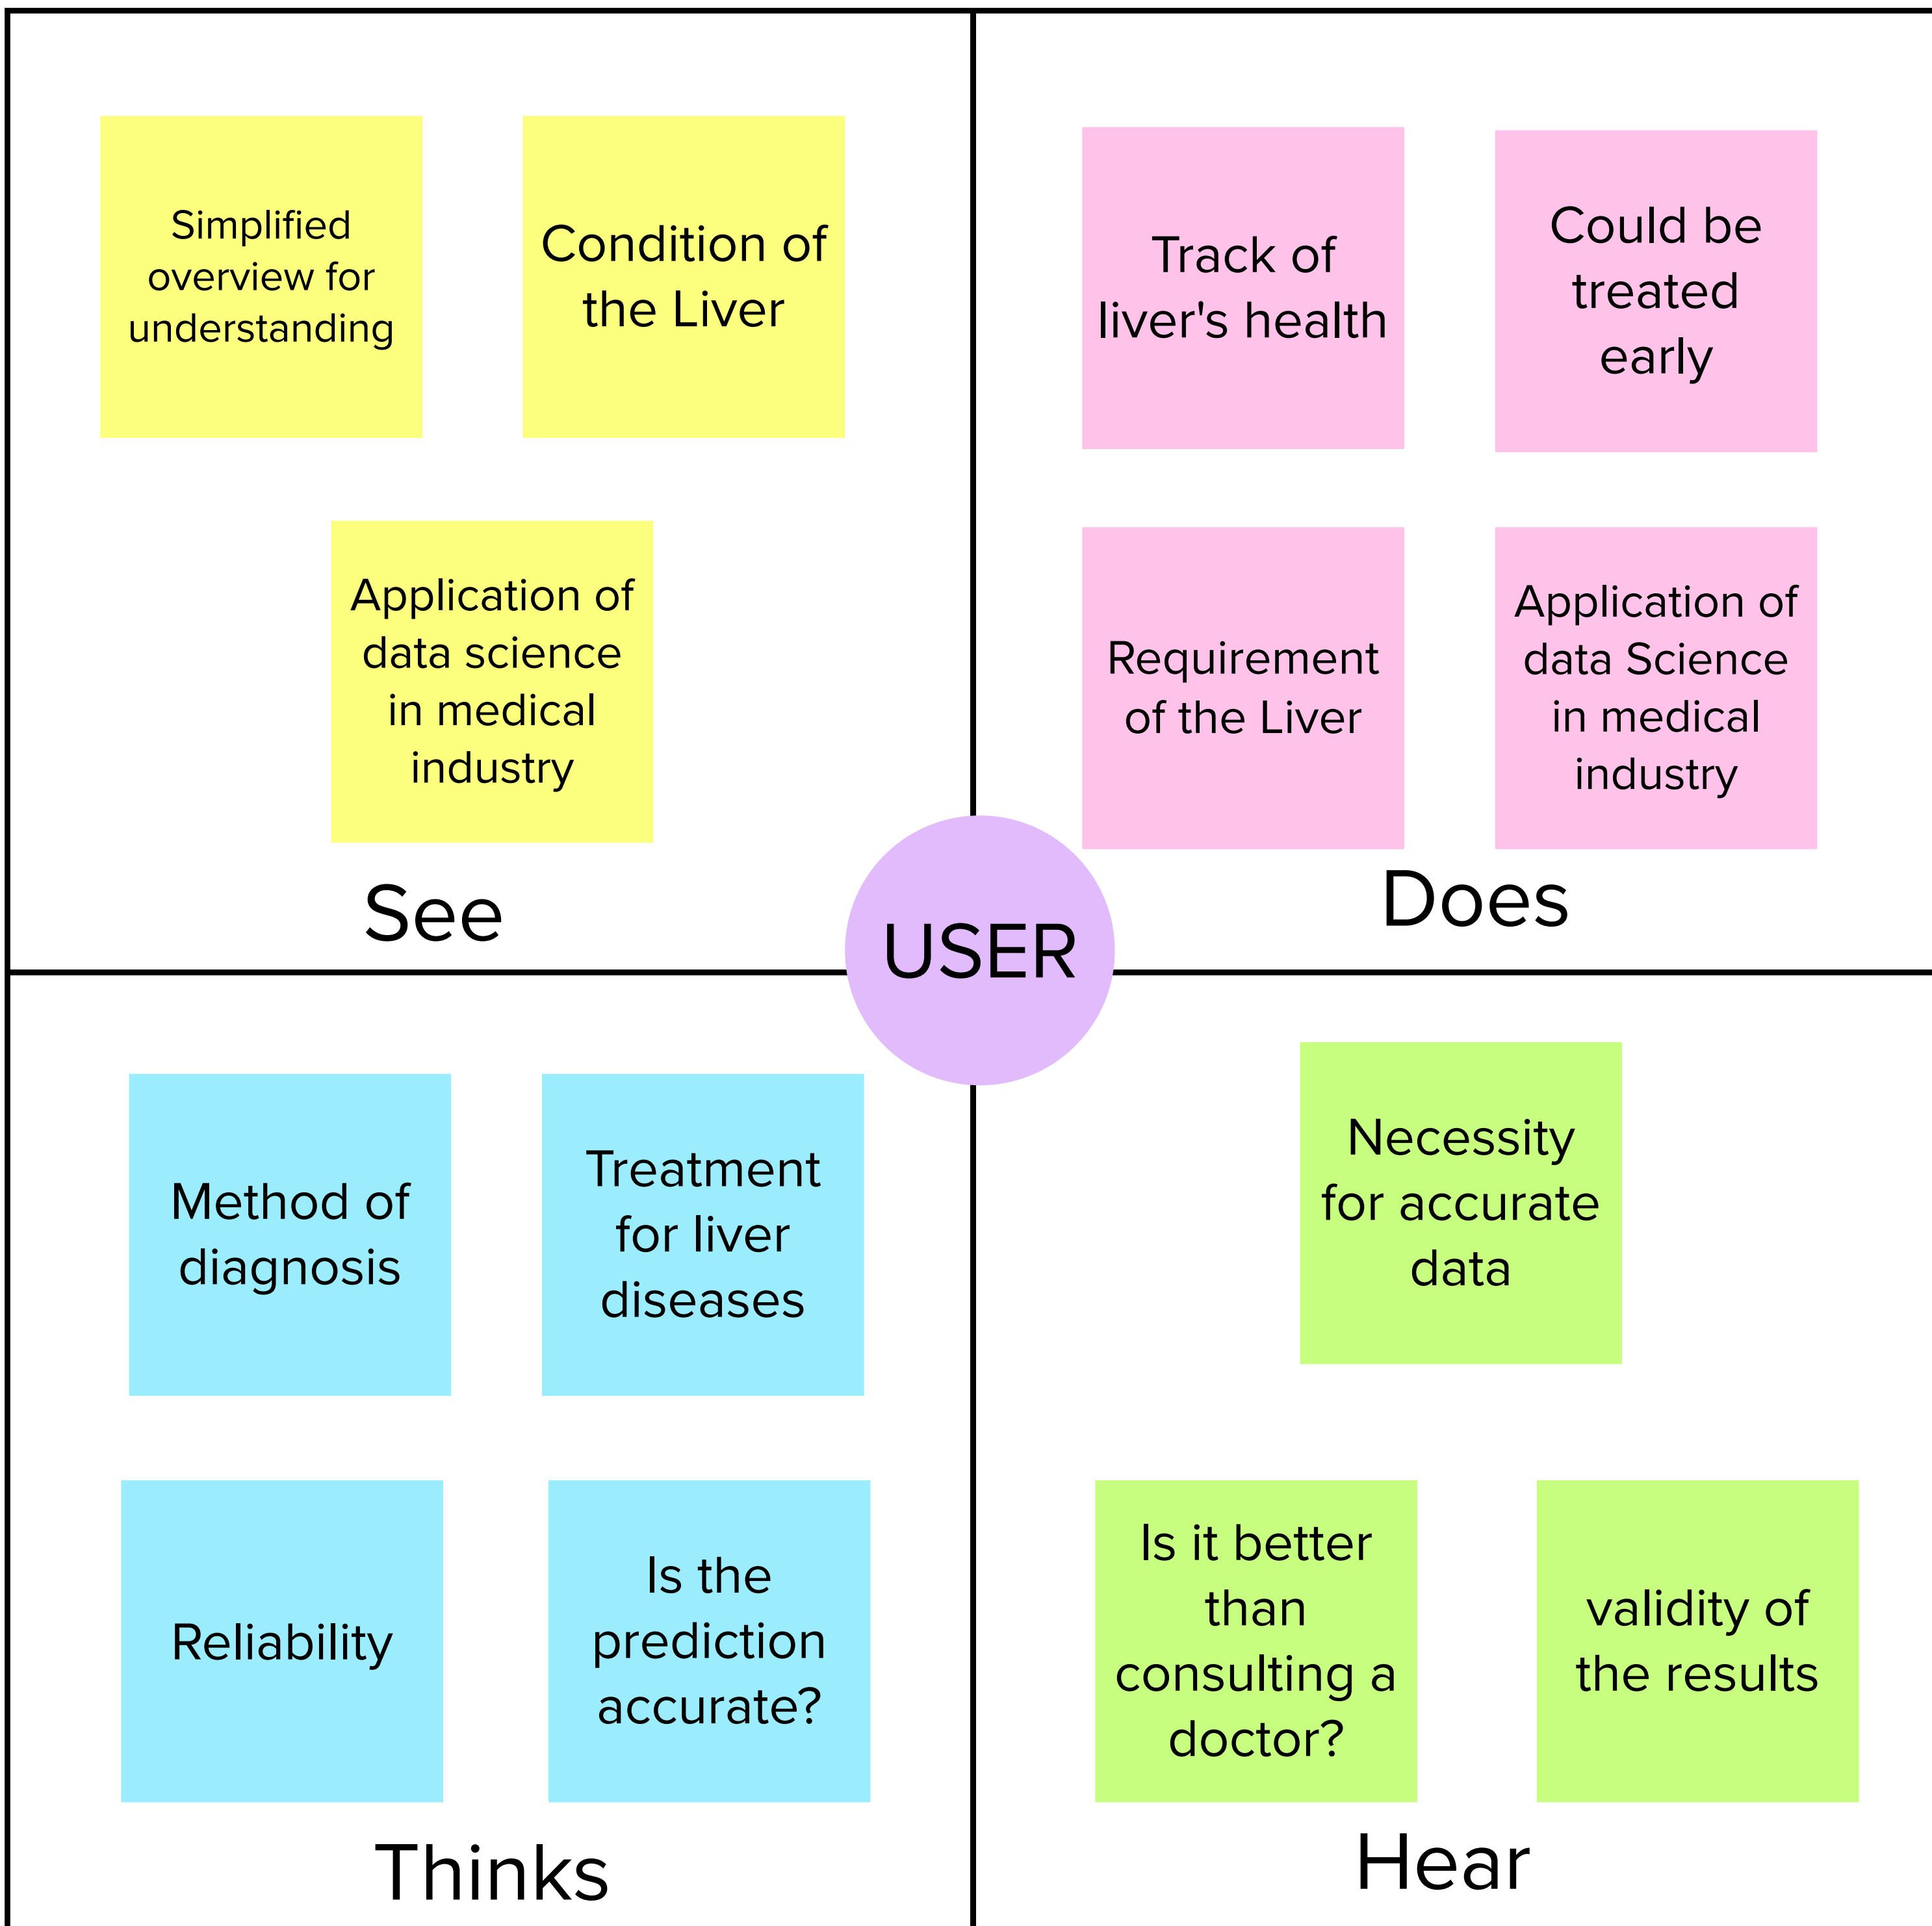 Simplified
overview for
understanding
Condition of
the Liver
Application of
data science
in medical
industry
See
Track of
liver's health
Could be
treated
early
Requirement
of the Liver
Application of
data Science
in medical
industry
Does
USER
Method of
diagnosis
Treatment
for liver
diseases
Reliability
Is the
prediction
accurate?
Thinks
Necessity
for accurate
data
Is it better
than
consulting a
doctor?
validity of
the results
Hear